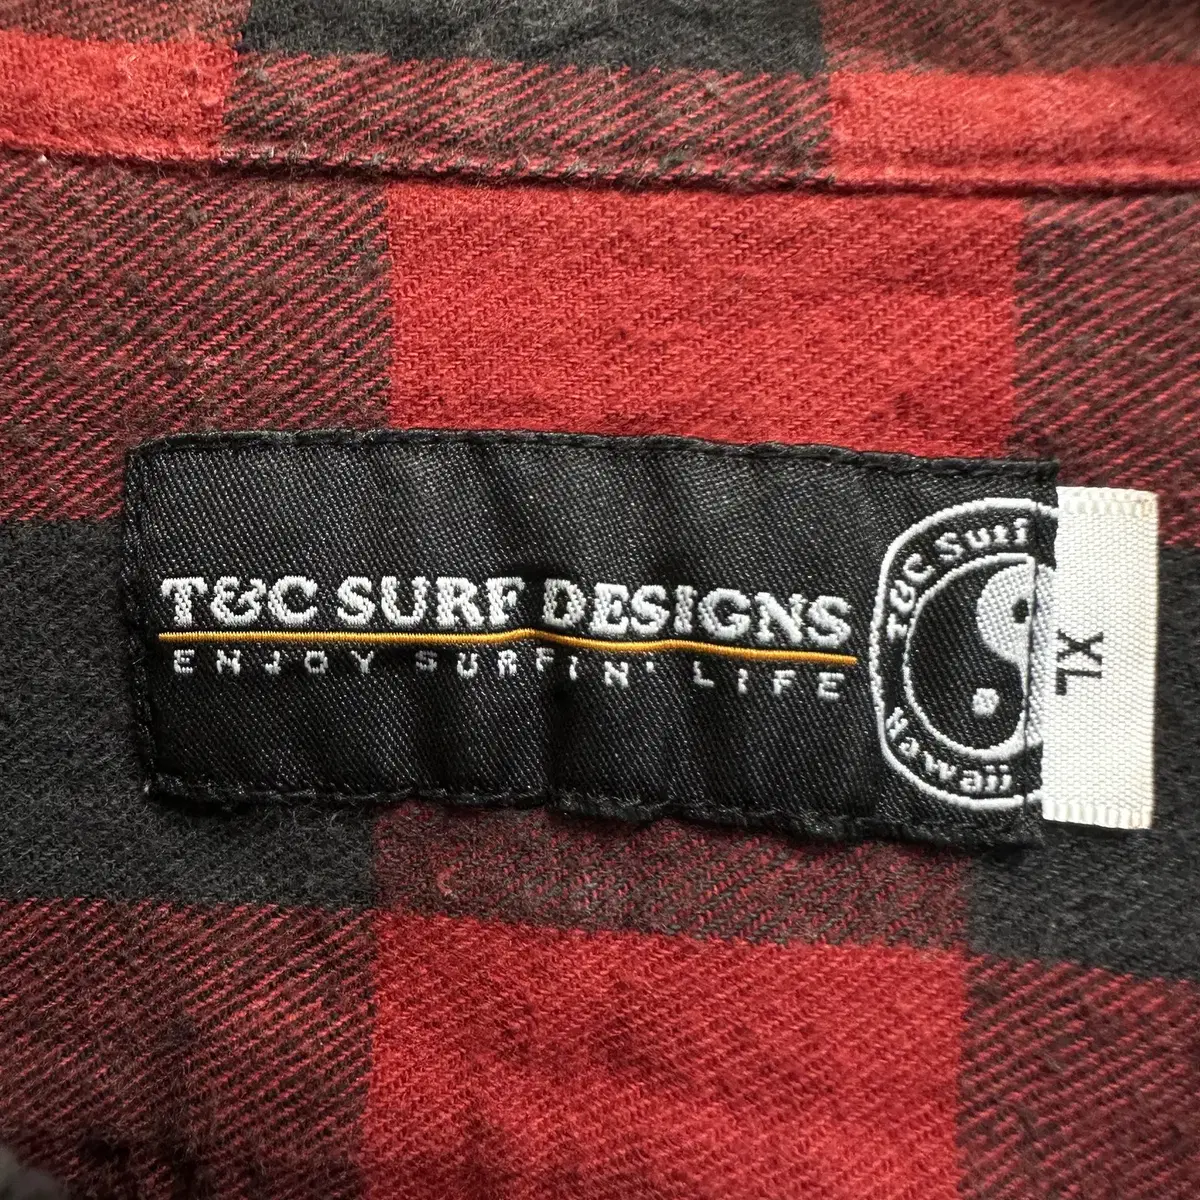 T&C SURF DESIGNS
ENJOY SURFIN' LIFE
T&C Surf
Hawaii
XL